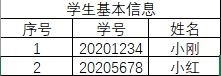 学生基本信息
序号 学号 姓名
1 20201234 小刚
2 20205678 小红